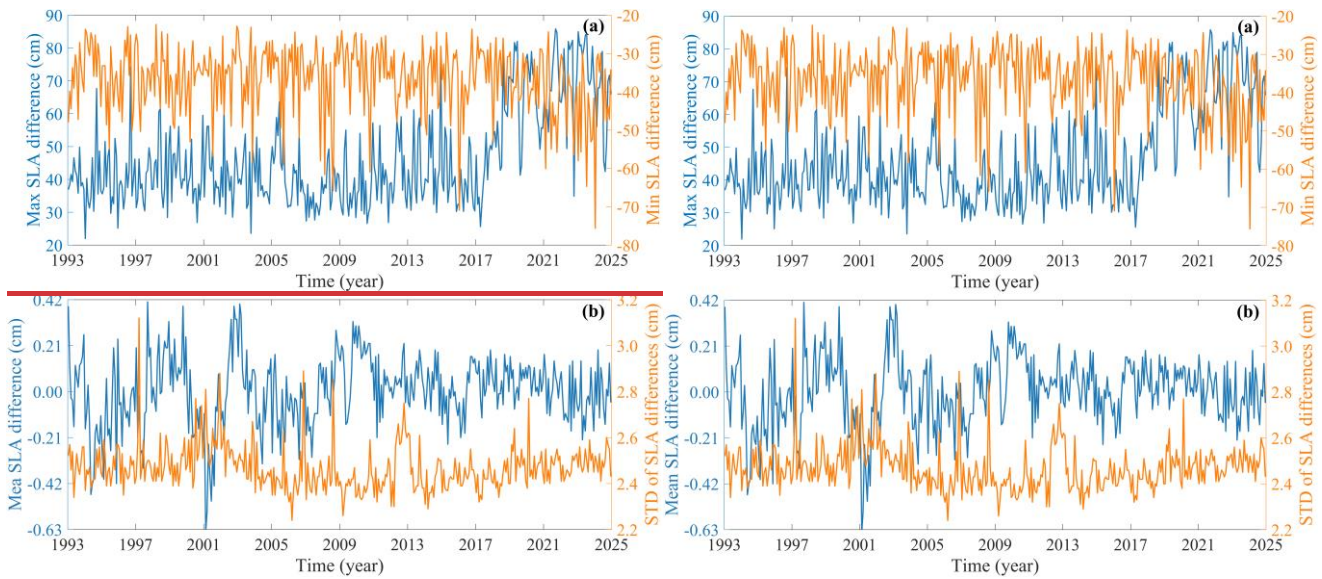 (a)
Max SLA difference (cm)
90
80
70
60
50
40
30
20
-20
-30
-40
-50
-60
-70
-80
Min SLA difference (cm)
1993 1997 2001 2005 2009 2013 2017 2021 2025
Time (year)
(a)
Max SLA difference (cm)
90
80
70
60
50
40
30
20
-20
-30
-40
-50
-60
-70
-80
Min SLA difference (cm)
1993 1997 2001 2005 2009 2013 2017 2021 2025
Time (year)
(b)
Mea SLA difference (cm)
0.42
0.21
0.00
-0.21
-0.42
-0.63
3.2
3.0
2.8
2.6
2.4
2.2
STD of SLA differences (cm)
1993 1997 2001 2005 2009 2013 2017 2021 2025
Time (year)
(b)
Mean SLA difference (cm)
0.42
0.21
0.00
-0.21
-0.42
-0.63
3.2
3.0
2.8
2.6
2.4
2.2
STD of SLA differences (cm)
1993 1997 2001 2005 2009 2013 2017 2021 2025
Time (year)